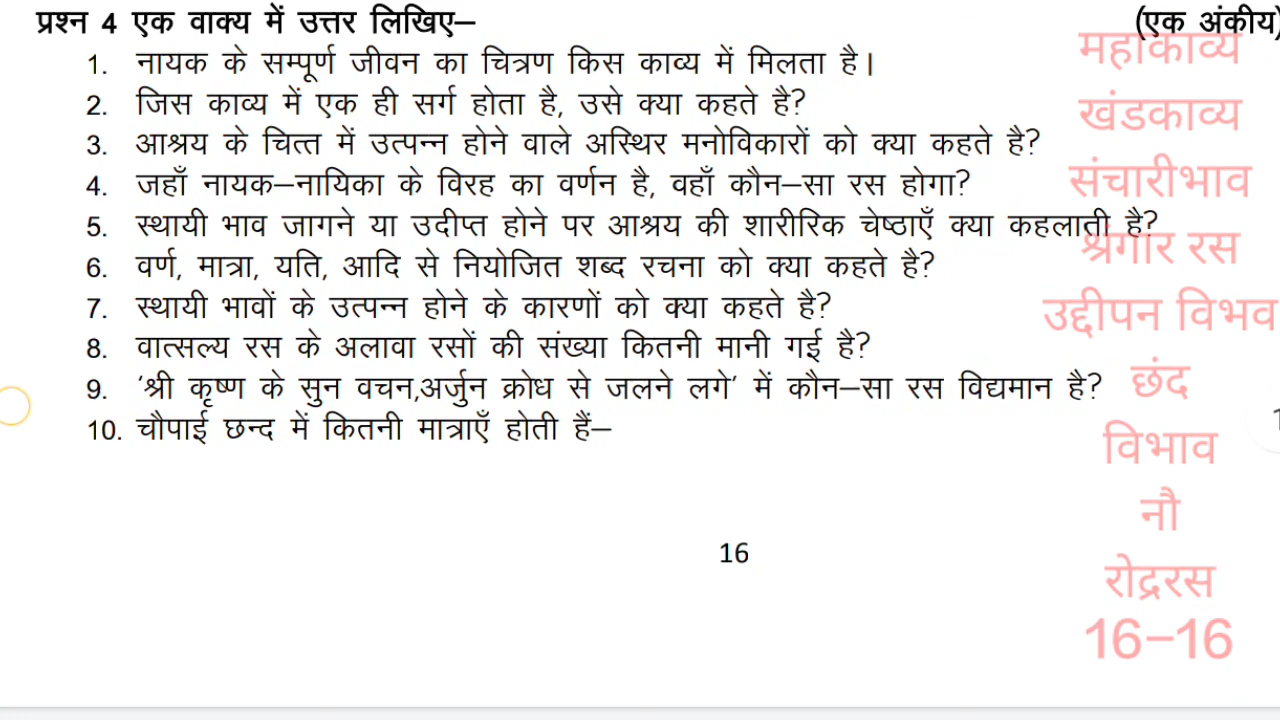 प्रश्न 4 एक वाक्य में उत्तर लिखिए– (एक अंकीय)
1. नायक के सम्पूर्ण जीवन का चित्रण किस काव्य में मिलता है।
2. जिस काव्य में एक ही सर्ग होता है, उसे क्या कहते है?
3. आश्रय के चित्त में उत्पन्न होने वाले अस्थिर मनोविकारों को क्या कहते है?
4. जहाँ नायक–नायिका के विरह का वर्णन है, वहाँ कौन–सा रस होगा?
5. स्थायी भाव जागने या उदीप्त होने पर आश्रय की शारीरिक चेष्ठाएँ क्या कहलाती है?
6. वर्ण, मात्रा, यति, आदि से नियोजित शब्द रचना को क्या कहते है?
7. स्थायी भावों के उत्पन्न होने के कारणों को क्या कहते है?
8. वात्सल्य रस के अलावा रसों की संख्या कितनी मानी गई है?
9. 'श्री कृष्ण के सुन वचन,अर्जुन क्रोध से जलने लगे' में कौन–सा रस विद्यमान है?
10. चौपाई छन्द में कितनी मात्राएँ होती हैं–
16
महाकाव्य
खंडकाव्य
संचारीभाव
श्रंगार रस
उद्दीपन विभव
छंद
विभाव
नौ
रोद्ररस
16–16